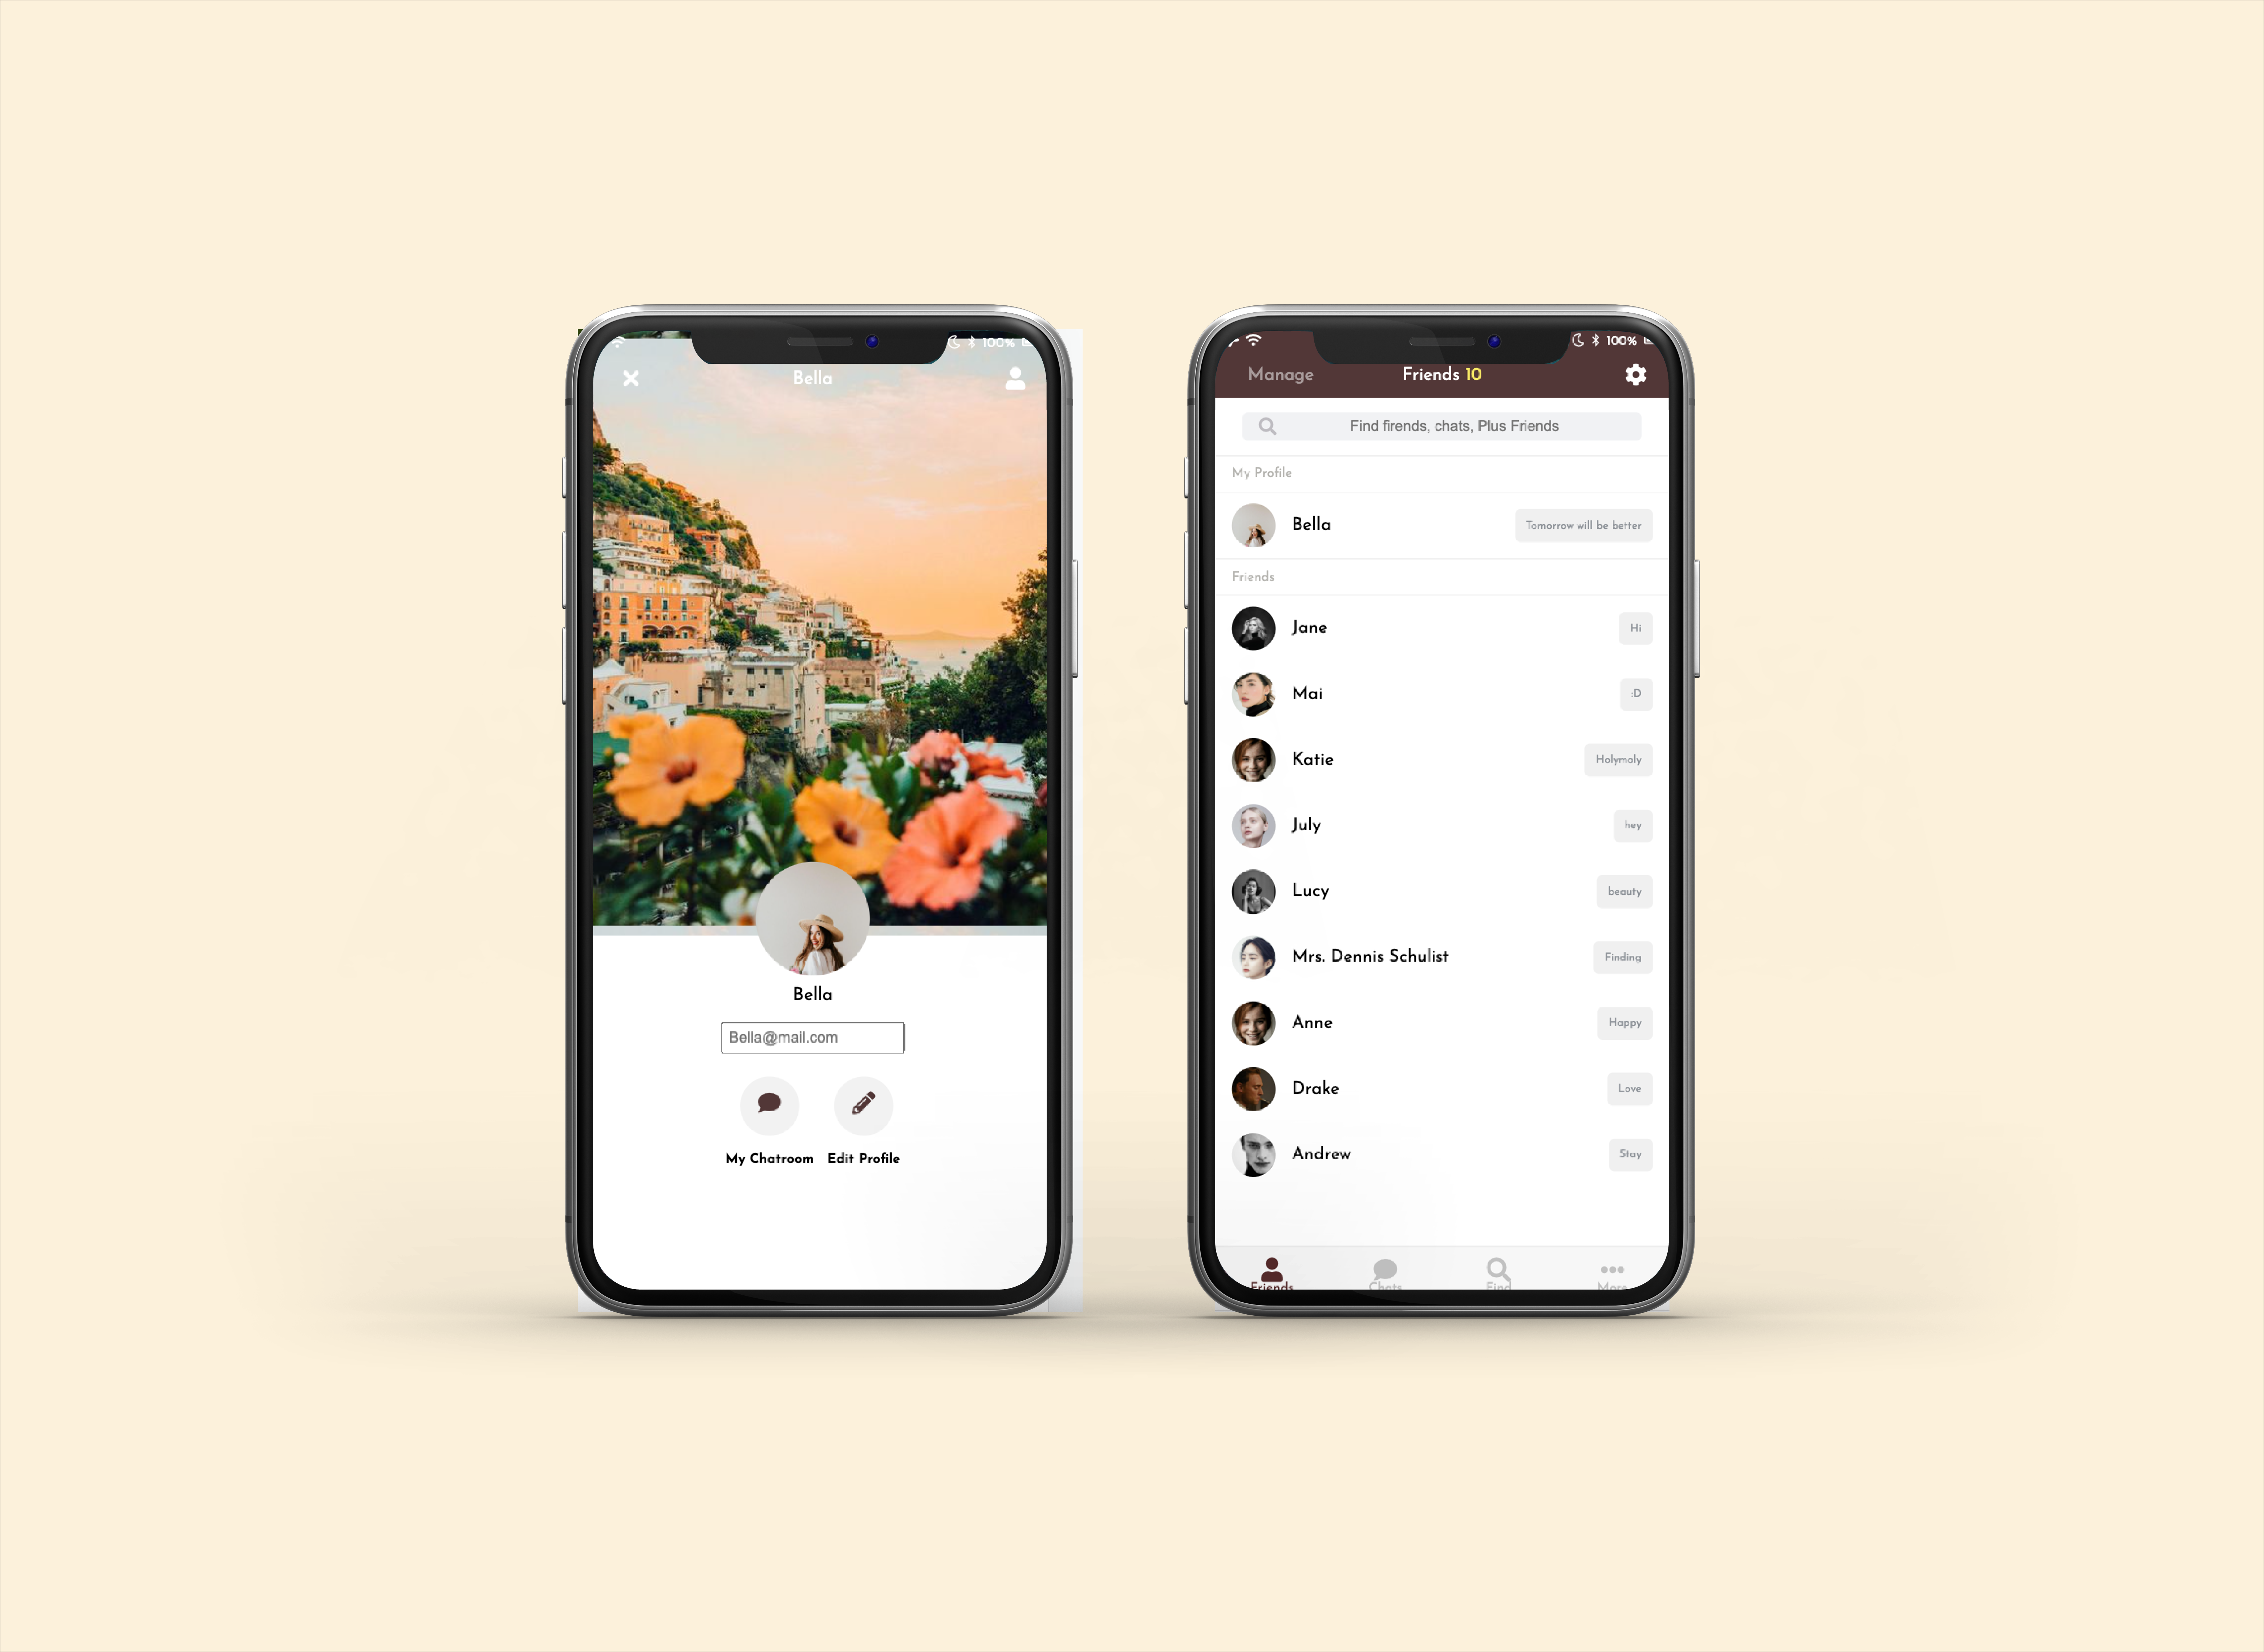 100%
Bella
Bella
Bella@mail.com
My Chatroom Edit Profile
100%
Manage Friends 10
Find firends, chats, Plus Friends
My Profile
Bella Tomorrow will be better
Friends
Jane Hi
Mai :D
Katie Holymoly
July hey
Lucy beauty
Mrs. Dennis Schulist Finding
Anne Happy
Drake Love
Andrew Stay
Friends Chats Find More